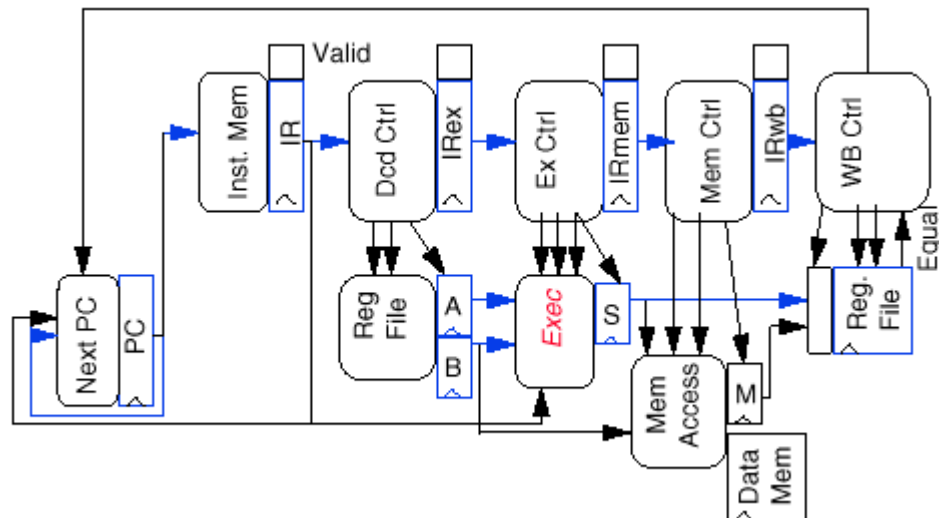 Valid
Inst. Mem
IR
Dcd Ctrl
IRex
Ex Ctrl
IRmem
Mem Ctrl
IRwb
WB Ctrl
Equal
Next PC
PC
Reg
File
A
B
Exec
S
Mem
Access
M
Data
Mem
Reg.
File